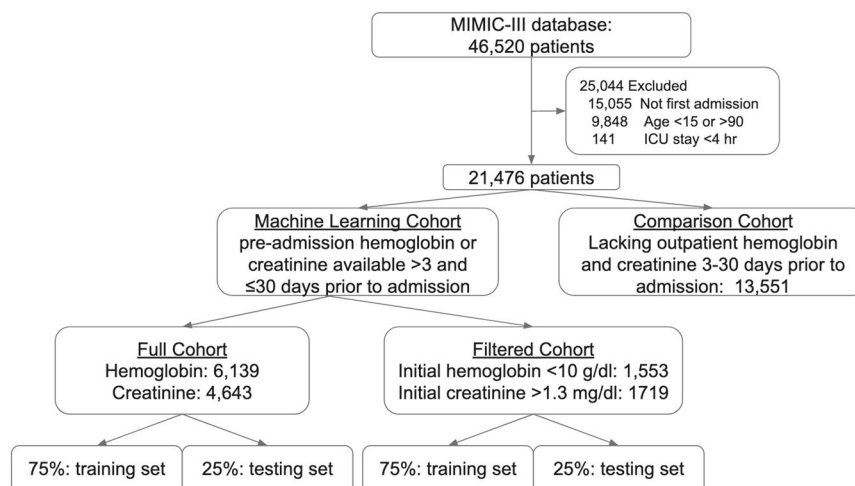 MIMIC-III database:
46,520 patients
25,044 Excluded
15,055 Not first admission
9,848 Age <15 or >90
141 ICU stay <4 hr
21,476 patients
Machine Learning Cohort
pre-admission hemoglobin or
creatinine available >3 and
≤30 days prior to admission
Comparison Cohort
Lacking outpatient hemoglobin
and creatinine 3-30 days prior to
admission: 13,551
Full Cohort
Hemoglobin: 6,139
Creatinine: 4,643
Filtered Cohort
Initial hemoglobin <10 g/dl: 1,553
Initial creatinine >1.3 mg/dl: 1719
75%: training set
25%: testing set
75%: training set
25%: testing set